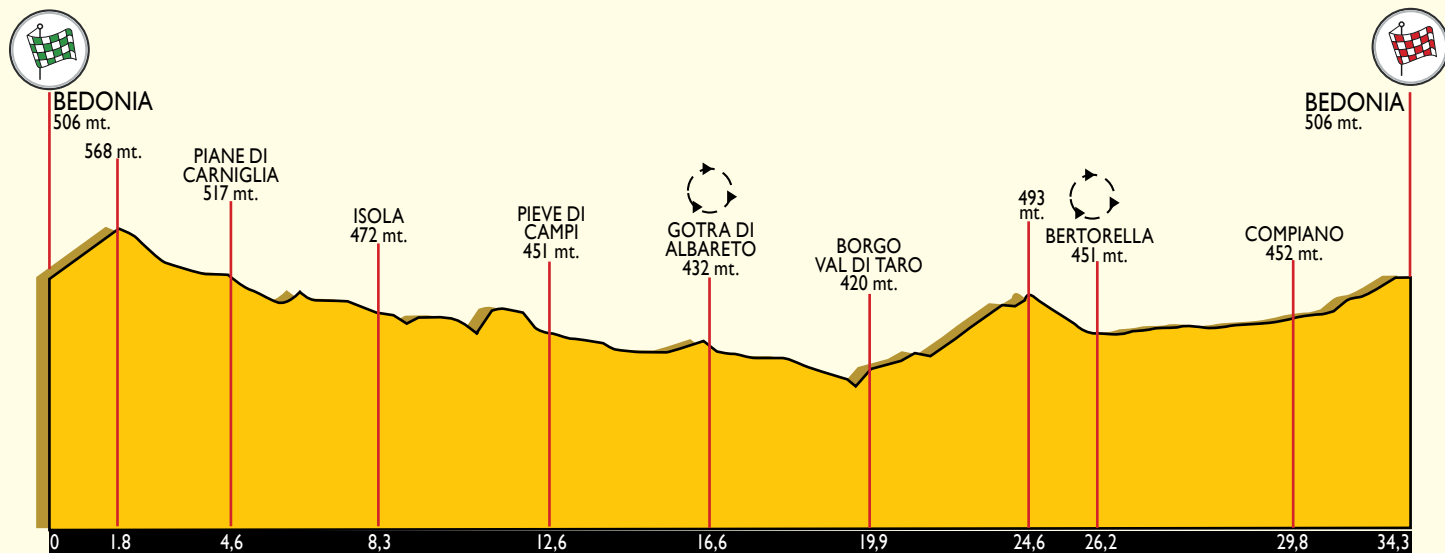 BEDONIA
506 mt.
568 mt.
PIANE DI
CARNIGLIA
517 mt.
ISOLA
472 mt.
PIEVE DI
CAMPI
451 mt.
GOTRA DI
ALBARETO
432 mt.
BORGO
VAL DI TARO
420 mt.
493
mt.
BERTORELLA
451 mt.
COMPIANO
452 mt.
BEDONIA
506 mt.
0 1.8 4,6 8,3 12,6 16,6 19,9 24,6 26,2 29,8 34,3